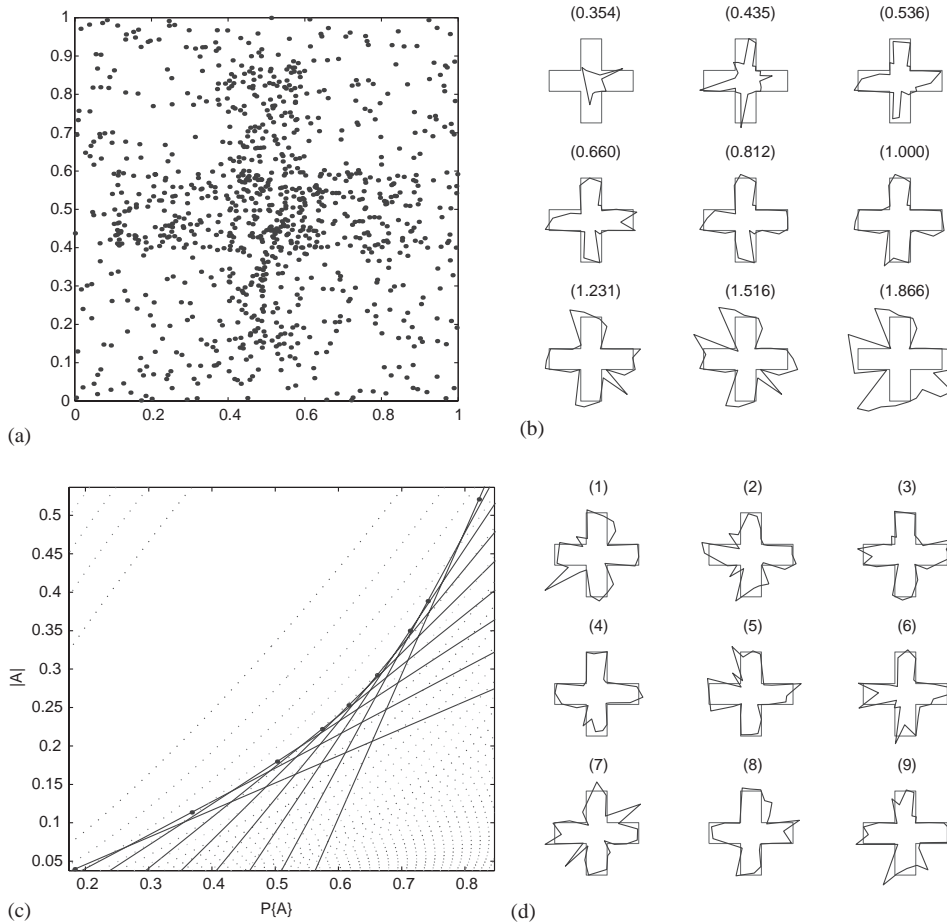 1
0.9
0.8
0.7
0.6
0.5
0.4
0.3
0.2
0.1
0
0 0.2 0.4 0.6 0.8 1
(a)
(0.354) (0.435) (0.536)
(0.660) (0.812) (1.000)
(1.231) (1.516) (1.866)
(b)
0.5
0.45
0.4
0.35
0.3
0.25
0.2
0.15
0.1
0.05
|A|
0.2 0.3 0.4 0.5 0.6 0.7 0.8
P{A}
(c)
(1) (2) (3)
(4) (5) (6)
(7) (8) (9)
(d)